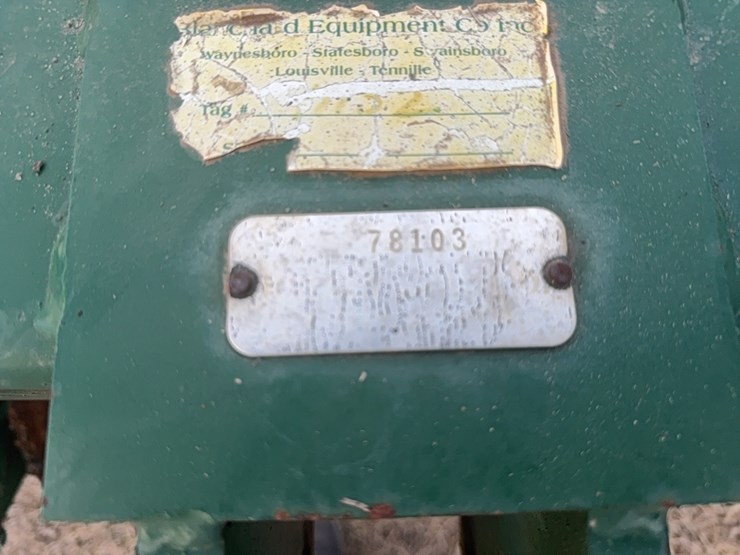 Equipment Co Inc
Waynesboro - Statesboro - Swainsboro
Louisville - Tennille
Tag #
78103